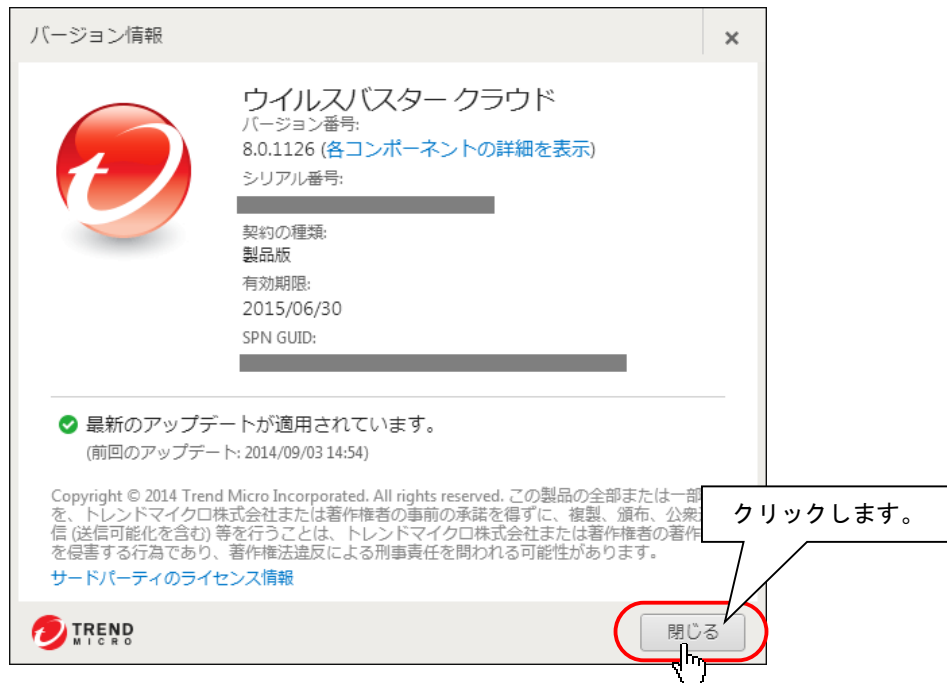 バージョン情報
ウイルスバスター クラウド
バージョン番号:
8.0.1126 (各コンポーネントの詳細を表示)
シリアル番号:
契約の種類:
製品版
有効期限:
2015/06/30
SPN GUID:
最新のアップデートが適用されています。
(前回のアップデート: 2014/09/03 14:54)
Copyright © 2014 Trend Micro Incorporated. All rights reserved. この製品の全部または一部
を、トレンドマイクロ株式会社または著作権者の事前の承諾を得ずに、複製、頒布、公衆
信 (送信可能化を含む) 等を行うことは、トレンドマイクロ株式会社または著作権者の著作
を侵害する行為であり、著作権法違反による刑事責任を問われる可能性があります。
クリックします。
サードパーティのライセンス情報
TREND
MICRO
閉じる